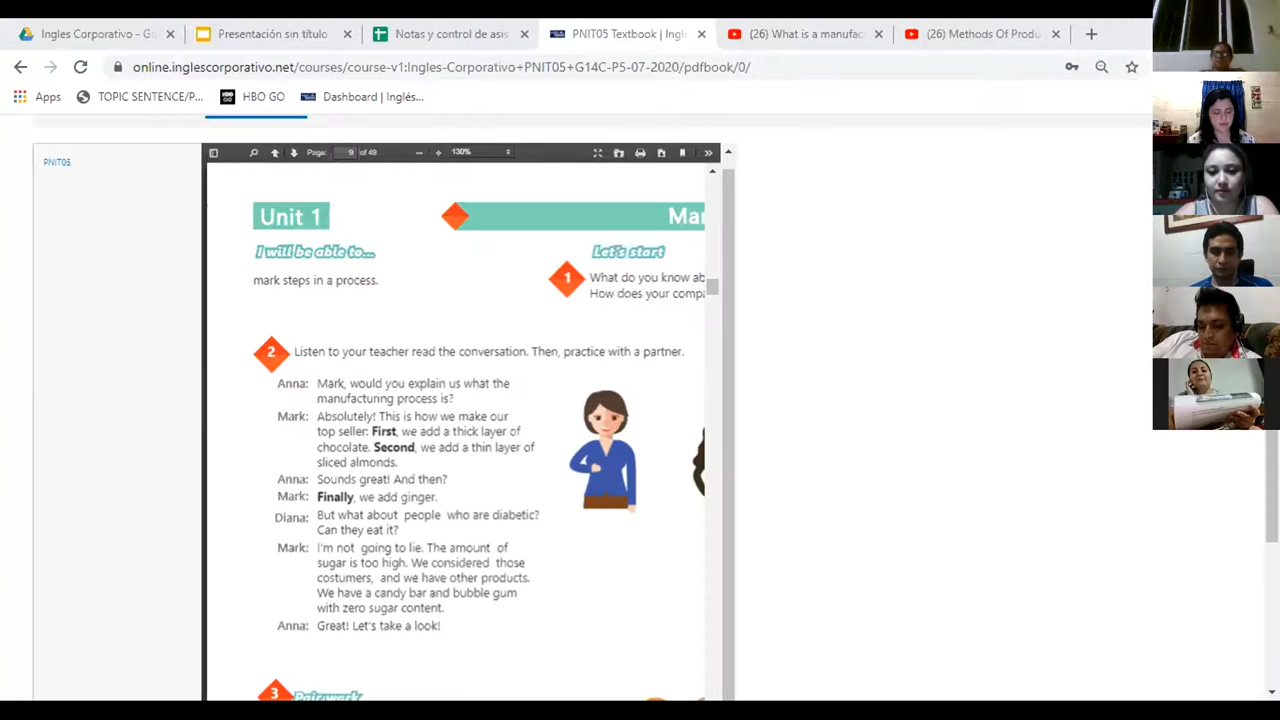 Ingles Corporativo - Go
Presentación sin título
Notas y control de asis
PNIT05 Textbook | Ingl
(26) What is a manufac
(26) Methods Of Produ
online.inglescorporativo.net/courses/course-v1:Ingles-Corporativo+PNIT05+G14C-P5-07-2020/pdfbook/0/
Apps
TOPIC SENTENCE/P...
HBO GO
Dashboard | Inglés...
PNIT05
Page: 9 of 49
130%
Unit 1
Mar
I will be able to...
mark steps in a process.
Let's start
1
What do you know ab
How does your compa
2
Listen to your teacher read the conversation. Then, practice with a partner.
Anna: Mark, would you explain us what the
manufacturing process is?
Mark: Absolutely! This is how we make our
top seller: First, we add a thick layer of
chocolate. Second, we add a thin layer of
sliced almonds.
Anna: Sounds great! And then?
Mark: Finally, we add ginger.
Diana: But what about people who are diabetic?
Can they eat it?
Mark: I'm not going to lie. The amount of
sugar is too high. We considered those
costumers, and we have other products.
We have a candy bar and bubble gum
with zero sugar content.
Anna: Great! Let's take a look!
3
Pair work